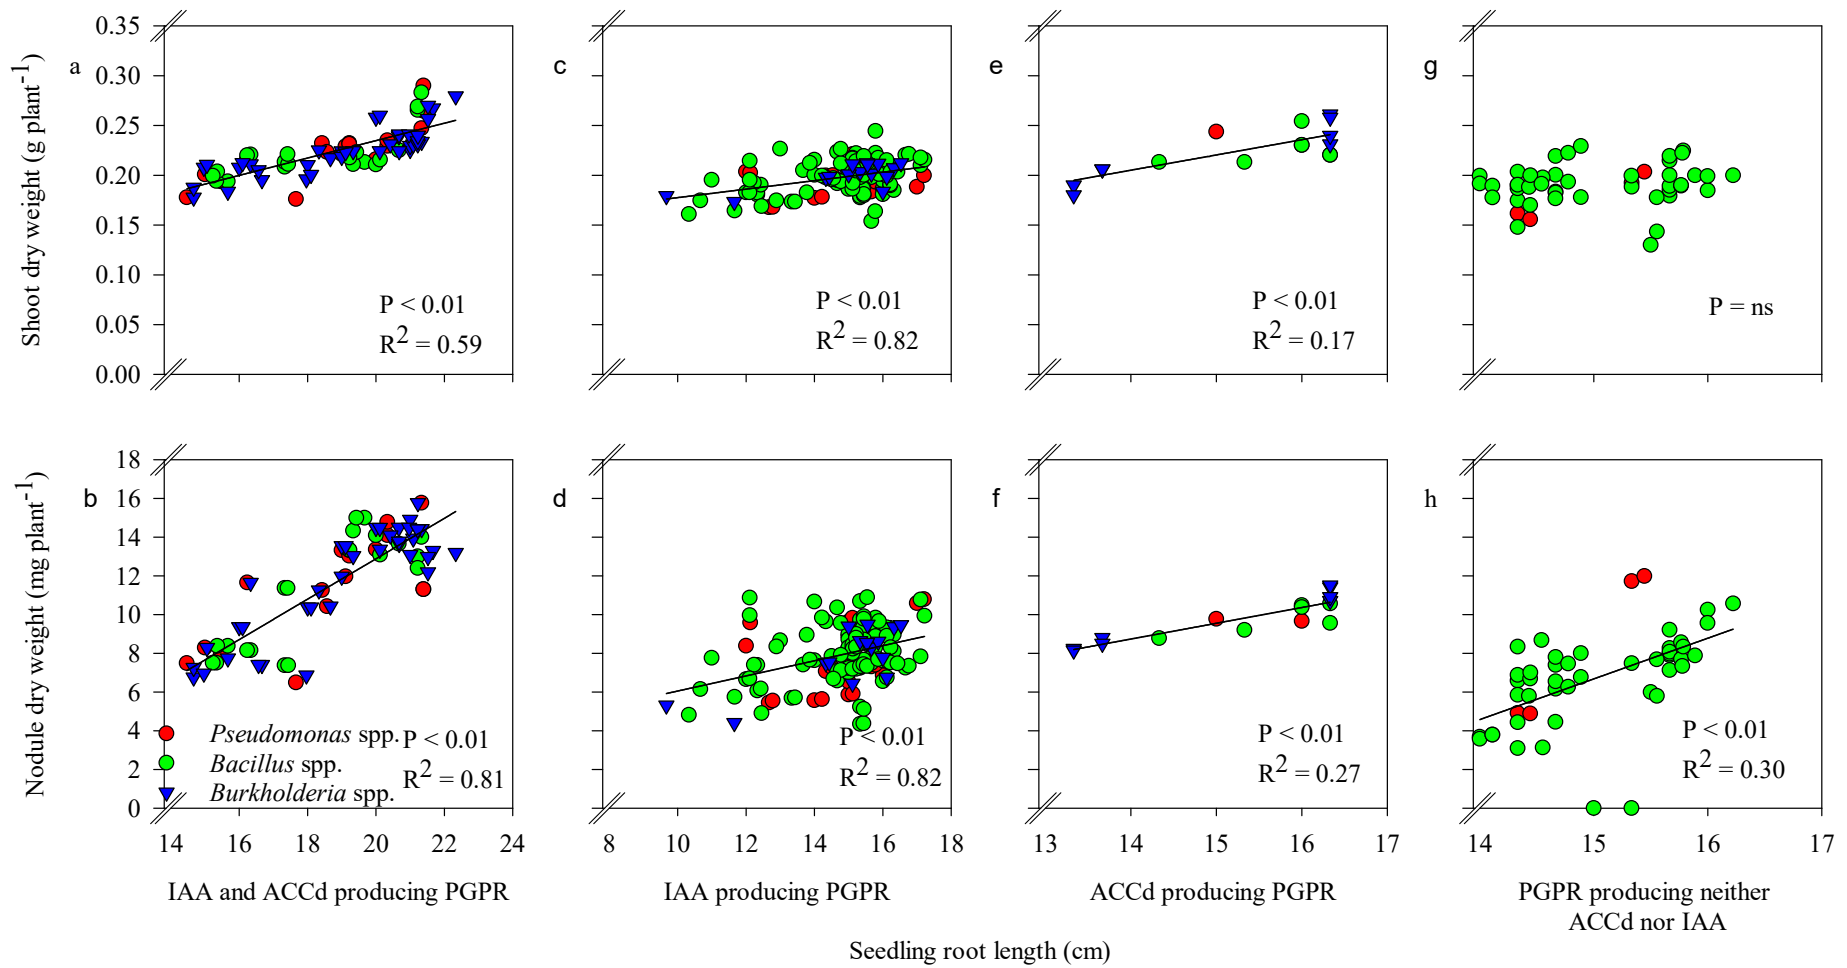 Shoot dry weight (g plant-1)
0.35
0.30
0.25
0.20
0.15
0.10
0.05
0.00
a
P < 0.01
R2 = 0.59
c
P < 0.01
R2 = 0.82
e
P < 0.01
R2 = 0.17
g
P = ns
Nodule dry weight (mg plant-1)
18
16
14
12
10
8
6
4
2
0
b
Pseudomonas spp.
Bacillus spp.
Burkholderia spp.
P < 0.01
R2 = 0.81
d
P < 0.01
R2 = 0.82
f
P < 0.01
R2 = 0.27
h
P < 0.01
R2 = 0.30
14 16 18 20 22 24
8 10 12 14 16 18
13 14 15 16 17
14 15 16 17
IAA and ACCd producing PGPR
IAA producing PGPR
ACCd producing PGPR
PGPR producing neither
ACCd nor IAA
Seedling root length (cm)